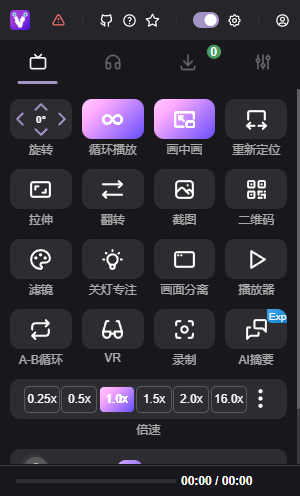 0
0°
旋转
循环播放
画中画
重新定位
拉伸
翻转
截图
二维码
滤镜
关灯专注
画面分离
播放器
Exp
A-B循环
VR
录制
AI摘要
0.25x
0.5x
1.0x
1.5x
2.0x
16.0x
倍速
00:00 / 00:00